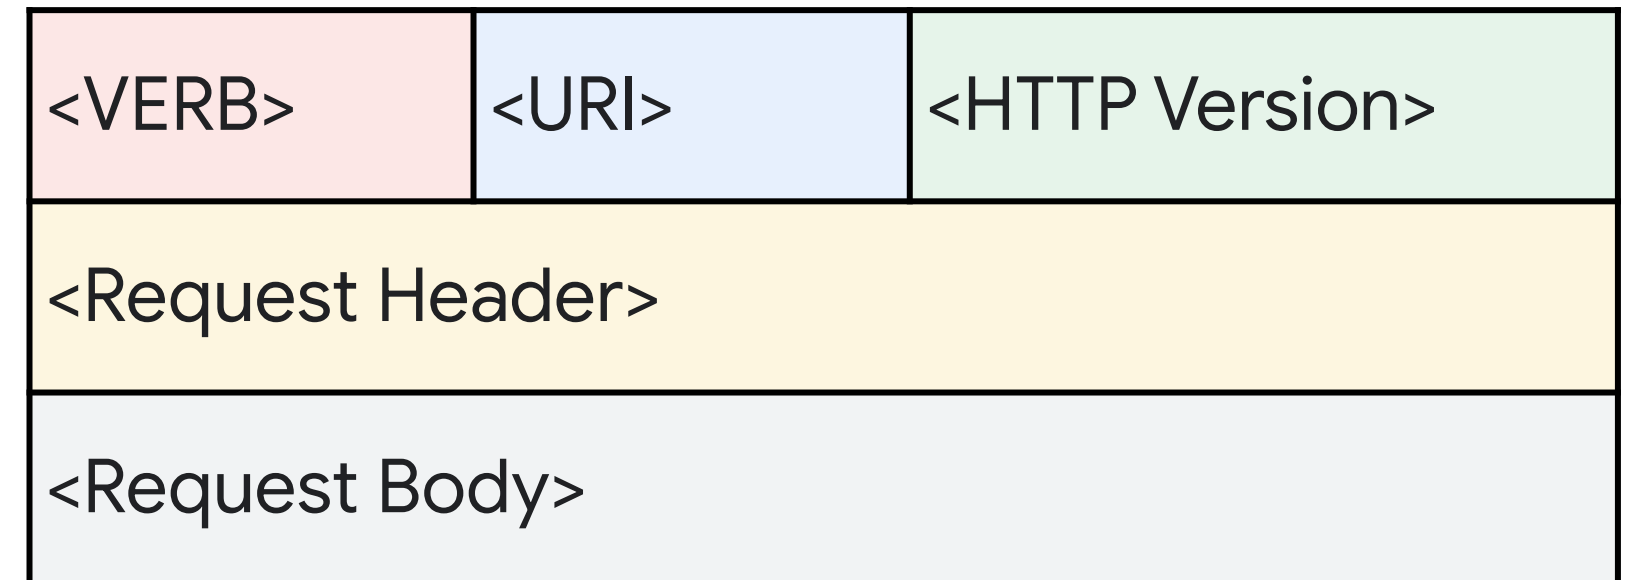 <VERB> <URI> <HTTP Version>
<Request Header>
<Request Body>